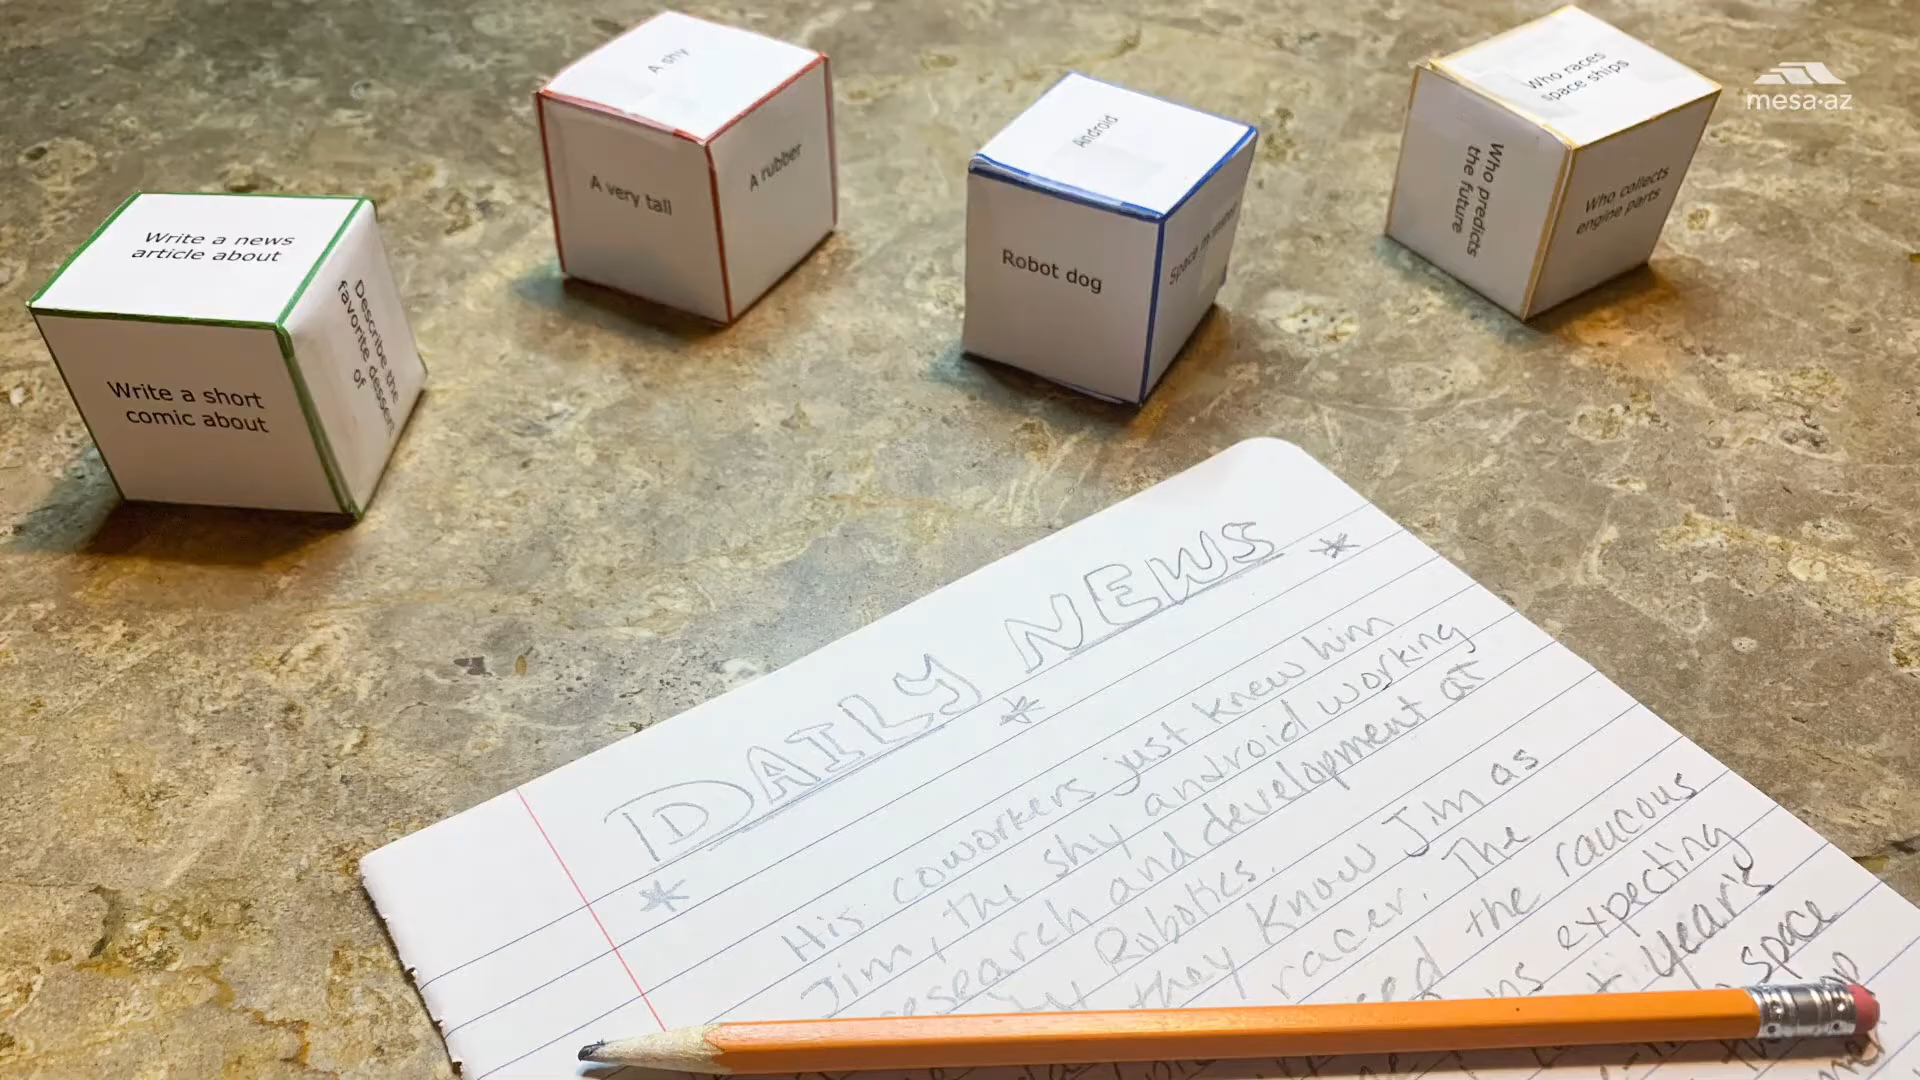 A shy
Who races
space ships
mesa·az
Android
A very tall
A rubber
Who predicts
the future
Who collects
engine parts
Write a news
article about
Robot dog
Space
Describe the
favorite dessert
of
Write a short
comic about
DAILY NEWS
His coworkers just knew him
Jim, the shy android working
research and development at
Robotics.
they know Jim as
racer. The
the raucous
expecting
year's
space